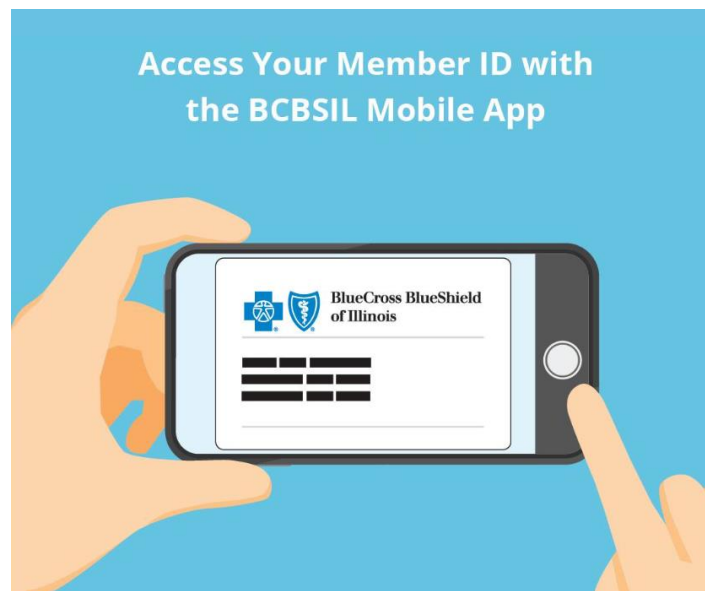 Access Your Member ID with
the BCBSIL Mobile App
BlueCross BlueShield
of Illinois